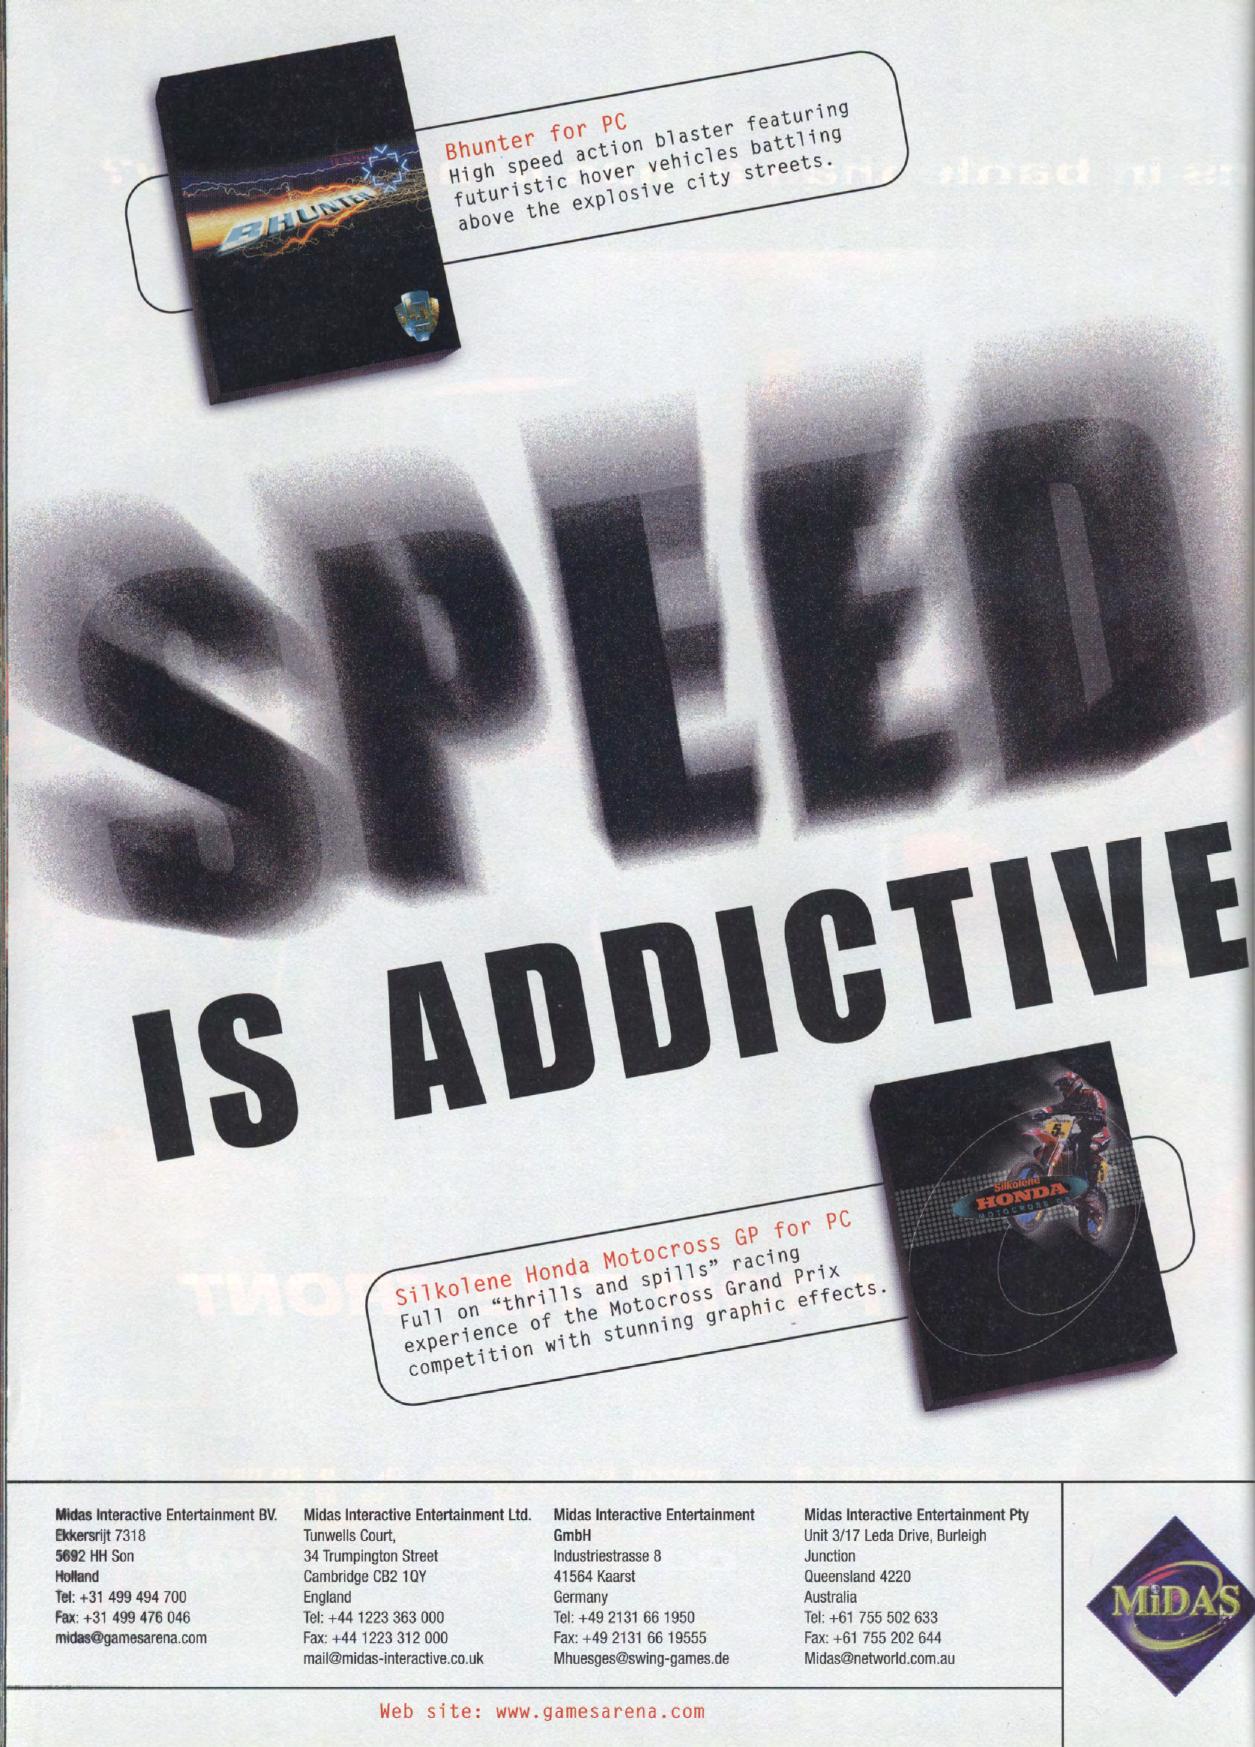 Bhunter for PC
High speed action blaster featuring
futuristic hover vehicles battling
above the explosive city streets.
BHUNTER
SPEED
IS ADDICTIVE
Silkolene
HONDA
MOTOCROSS GP
5
Silkolene Honda Motocross GP for PC
Full on “thrills and spills” racing
experience of the Motocross Grand Prix
competition with stunning graphic effects.
Midas Interactive Entertainment BV.
Ekkersrijt 7318
5692 HH Son
Holland
Tel: +31 499 494 700
Fax: +31 499 476 046
midas@gamesarena.com
Midas Interactive Entertainment Ltd.
Tunwells Court,
34 Trumpington Street
Cambridge CB2 1QY
England
Tel: +44 1223 363 000
Fax: +44 1223 312 000
mail@midas-interactive.co.uk
Midas Interactive Entertainment
GmbH
Industriestrasse 8
41564 Kaarst
Germany
Tel: +49 2131 66 1950
Fax: +49 2131 66 19555
Mhuesges@swing-games.de
Midas Interactive Entertainment Pty
Unit 3/17 Leda Drive, Burleigh
Junction
Queensland 4220
Australia
Tel: +61 755 502 633
Fax: +61 755 202 644
Midas@networld.com.au
MiDAS
Web site: www.gamesarena.com